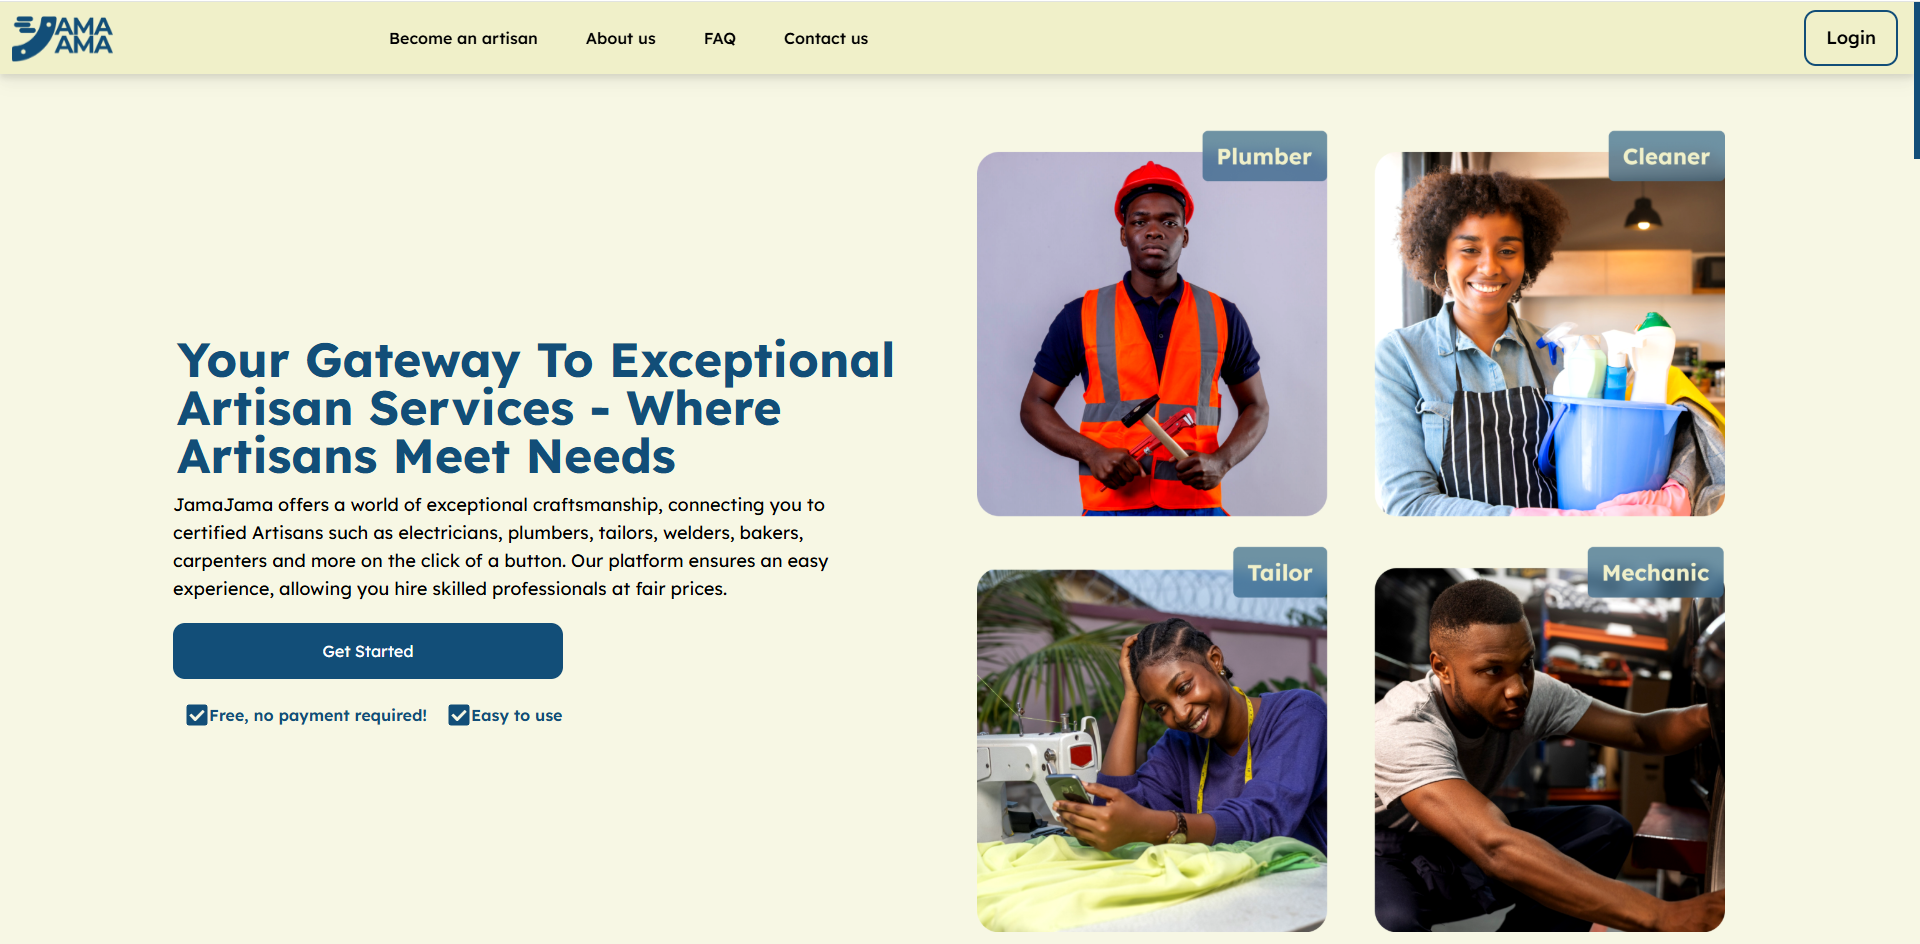 JAMA
AMA
Become an artisan
About us
FAQ
Contact us
Login
Your Gateway To Exceptional
Artisan Services - Where
Artisans Meet Needs
JamaJama offers a world of exceptional craftsmanship, connecting you to
certified Artisans such as electricians, plumbers, tailors, welders, bakers,
carpenters and more on the click of a button. Our platform ensures an easy
experience, allowing you hire skilled professionals at fair prices.
Get Started
Free, no payment required!
Easy to use
Plumber
Cleaner
Tailor
Mechanic